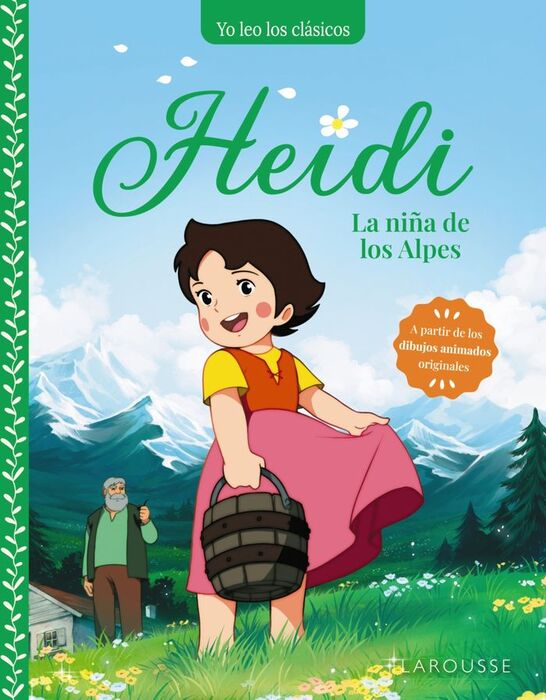 Yo leo los clásicos
Heidi
La niña de
los Alpes
A partir de los
dibujos animados
originales
LAROUSSE